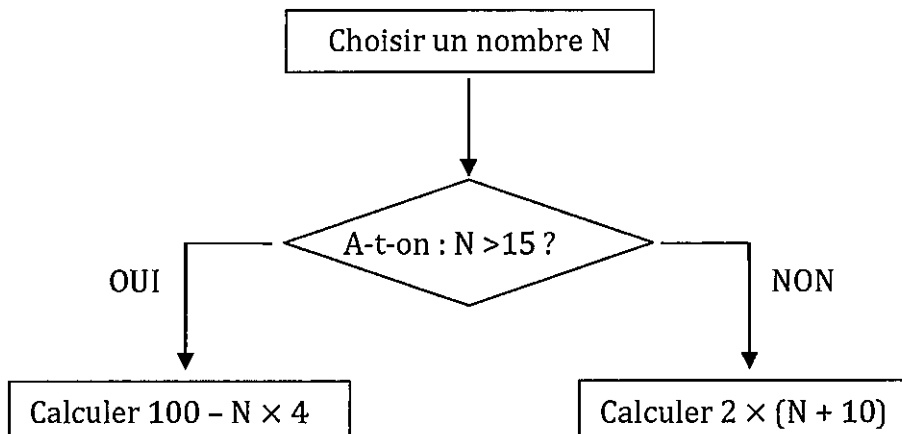 Choisir un nombre N
A-t-on : N >15 ?
OUI
NON
Calculer 100 – N × 4
Calculer 2 × (N + 10)